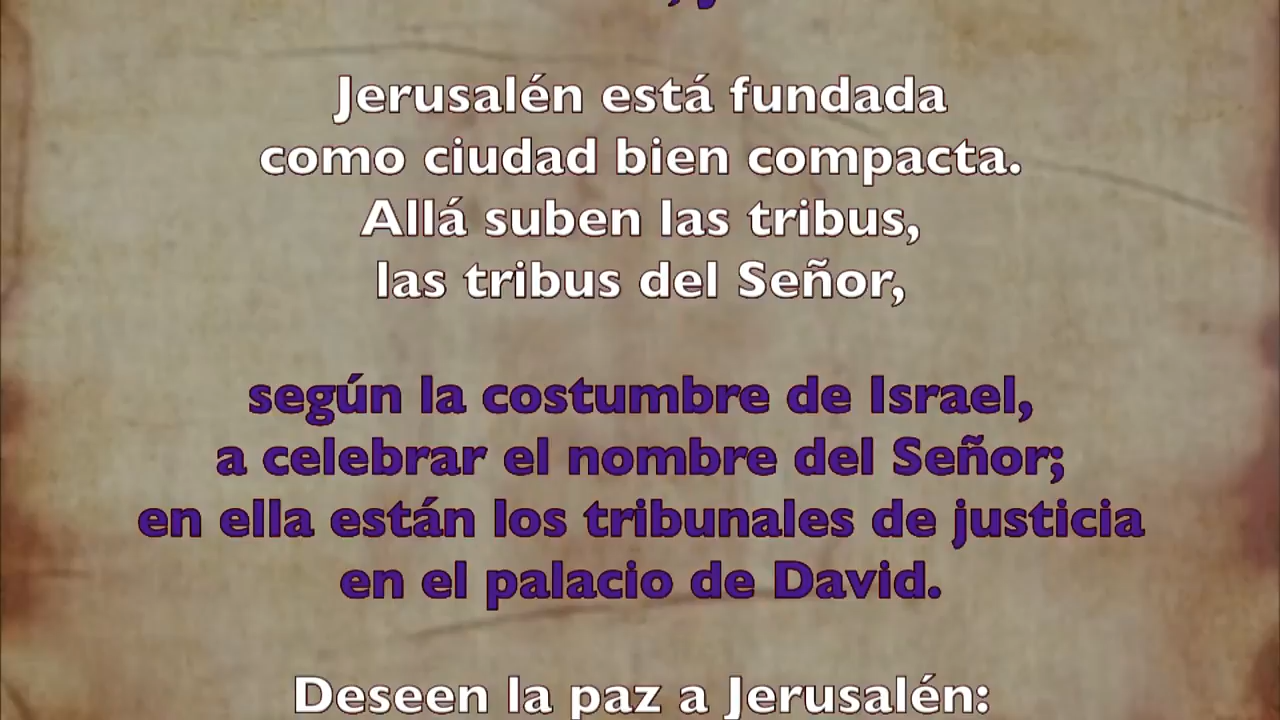 Jerusalén está fundada
como ciudad bien compacta.
Allá suben las tribus,
las tribus del Señor,
según la costumbre de Israel,
a celebrar el nombre del Señor;
en ella están los tribunales de justicia
en el palacio de David.
Deseen la paz a Jerusalén: